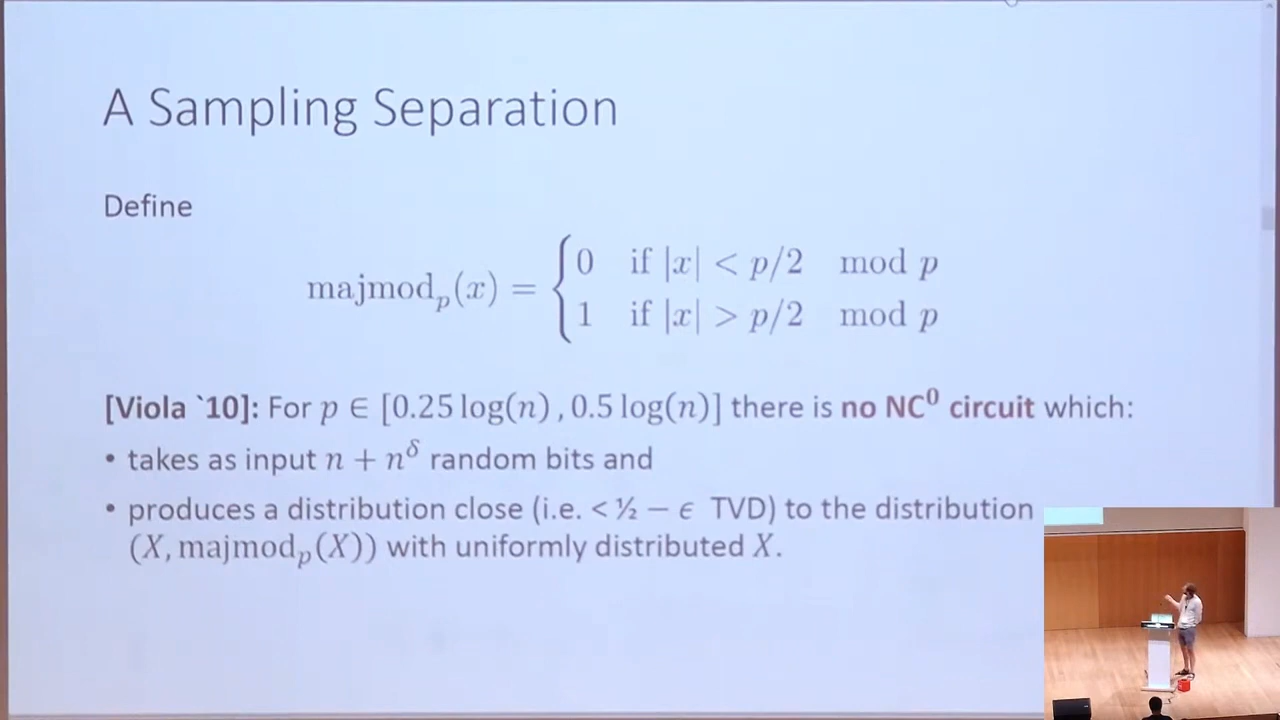 A Sampling Separation
Define
majmod_p(x) = { 0 if |x| < p/2 mod p
1 if |x| > p/2 mod p
[Viola `10]: For p ∈ [0.25 log(n) , 0.5 log(n)] there is no NC⁰ circuit which:
• takes as input n + n^δ random bits and
• produces a distribution close (i.e. < ½ − ϵ TVD) to the distribution
(X, majmod_p(X)) with uniformly distributed X.